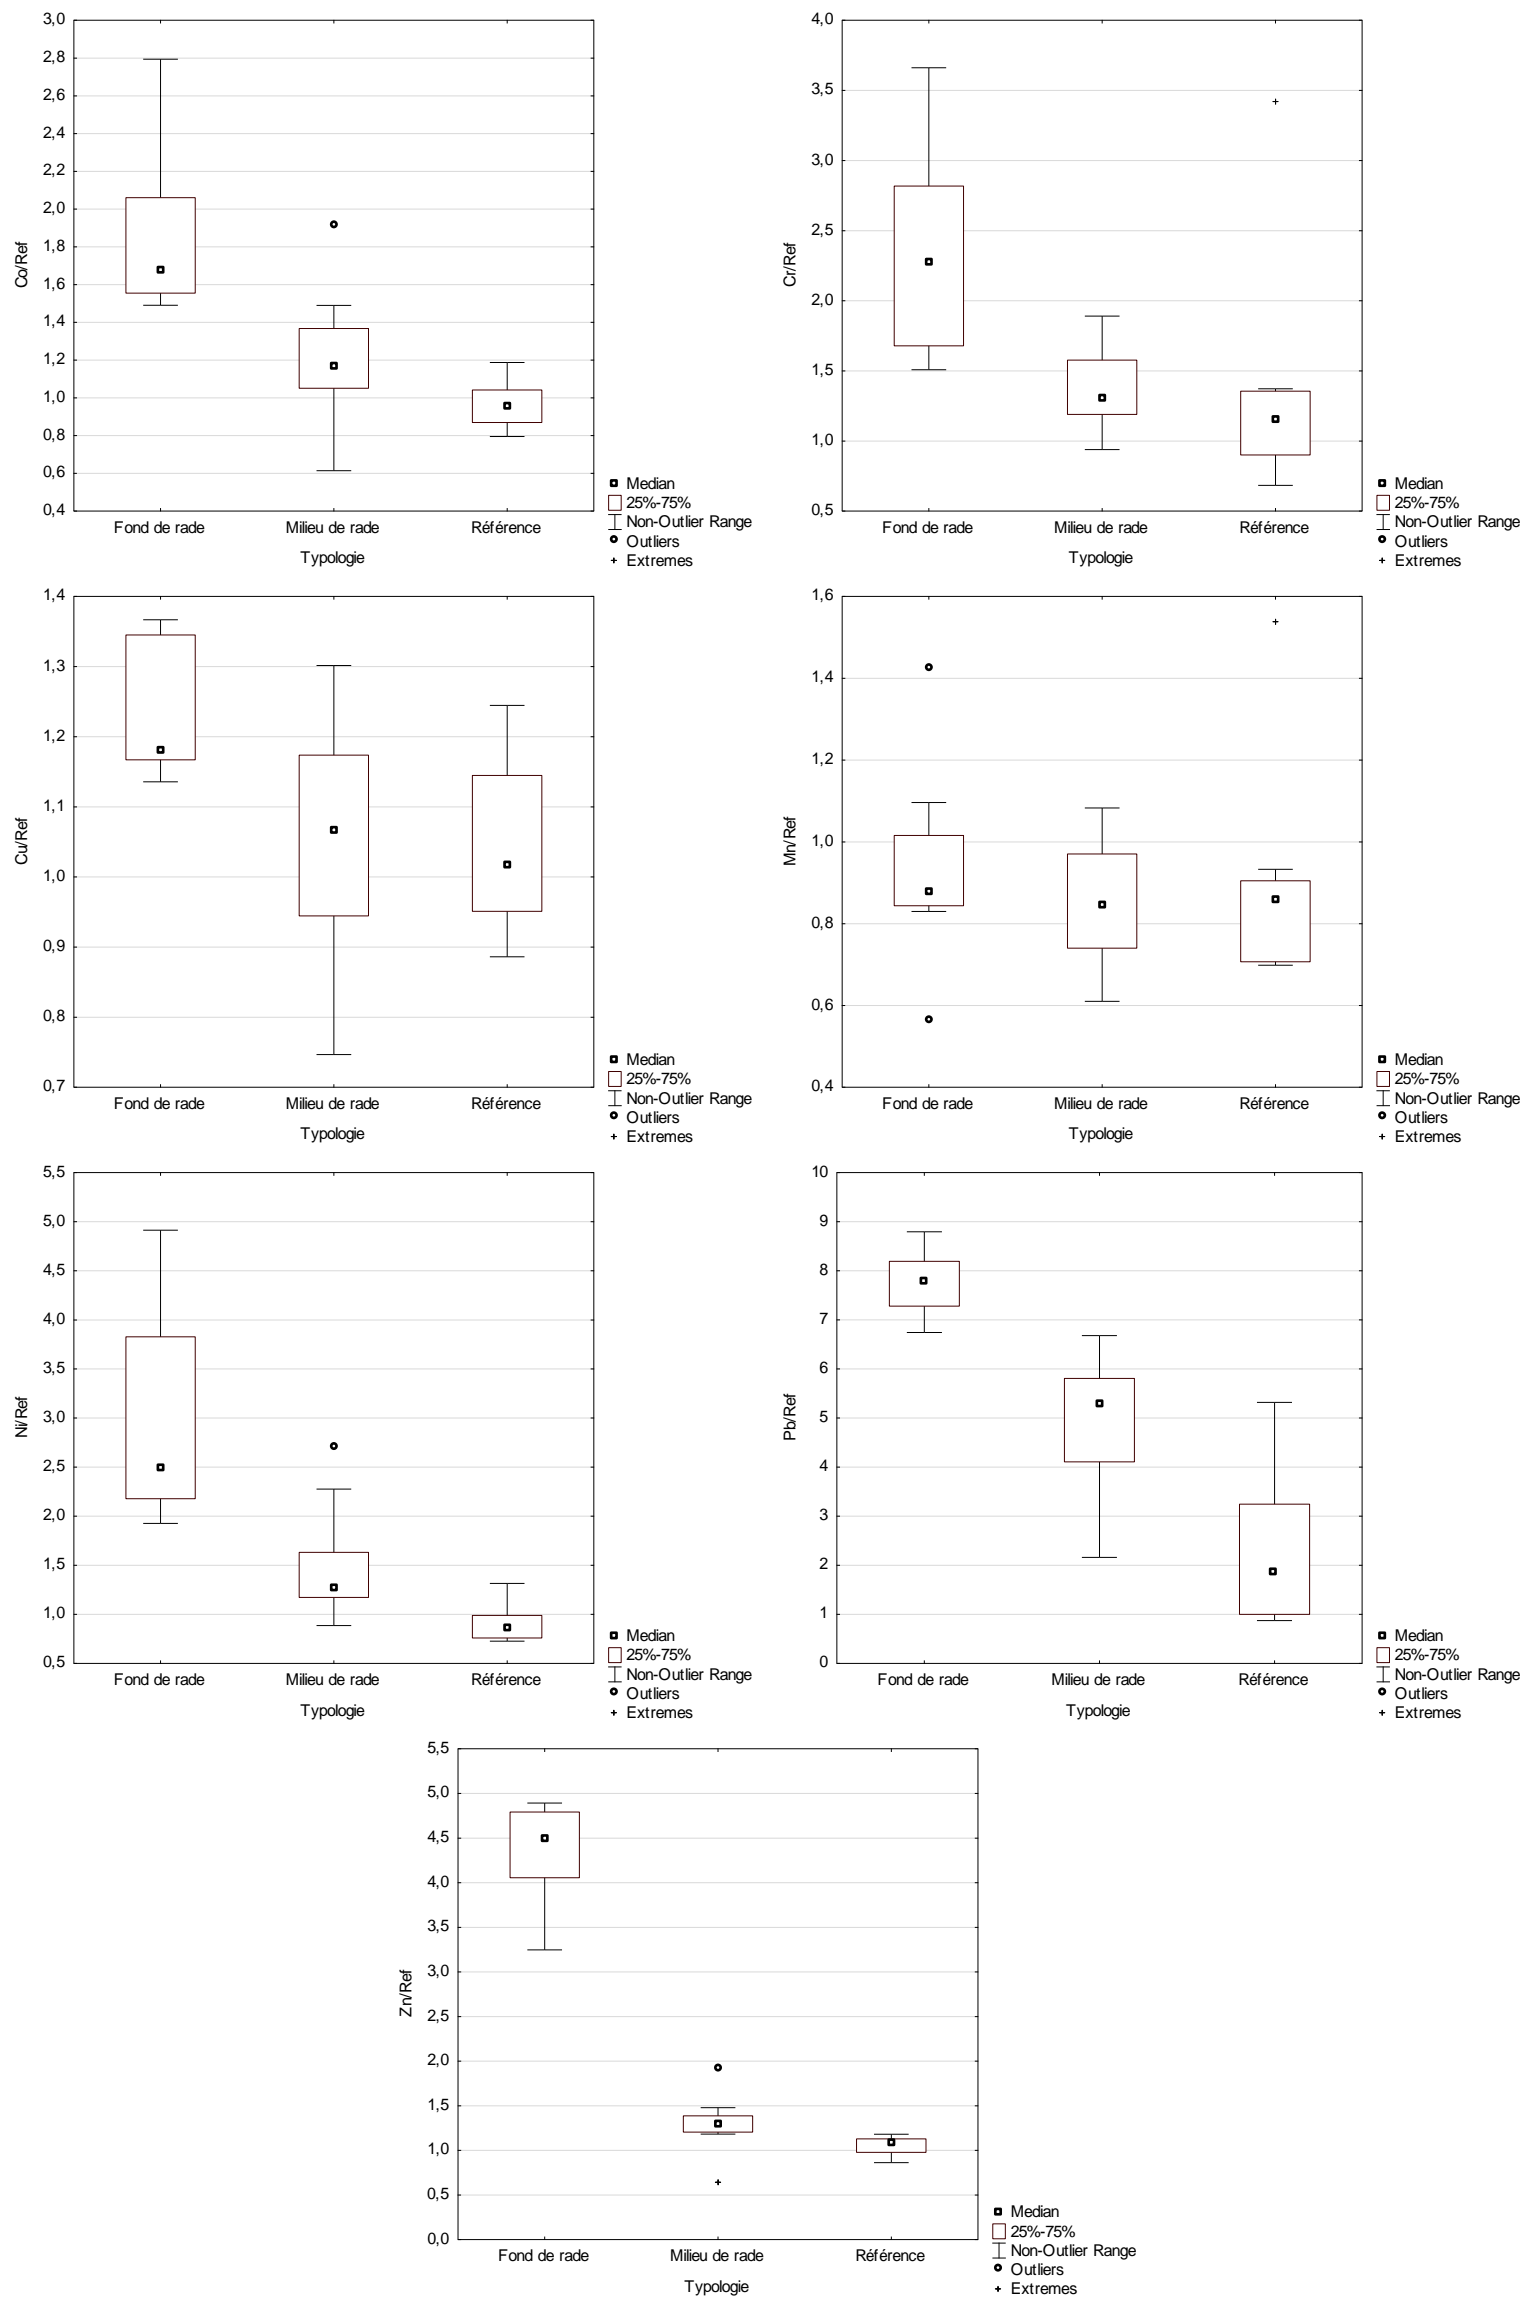 Co/Ref
3,0
2,8
2,6
2,4
2,2
2,0
1,8
1,6
1,4
1,2
1,0
0,8
0,6
0,4
Fond de rade Milieu de rade Référence
Typologie
Median
25%-75%
Non-Outlier Range
Outliers
Extremes
Cr/Ref
4,0
3,5
3,0
2,5
2,0
1,5
1,0
0,5
Fond de rade Milieu de rade Référence
Typologie
Median
25%-75%
Non-Outlier Range
Outliers
Extremes
Cu/Ref
1,4
1,3
1,2
1,1
1,0
0,9
0,8
0,7
Fond de rade Milieu de rade Référence
Typologie
Median
25%-75%
Non-Outlier Range
Outliers
Extremes
Mn/Ref
1,6
1,4
1,2
1,0
0,8
0,6
0,4
Fond de rade Milieu de rade Référence
Typologie
Median
25%-75%
Non-Outlier Range
Outliers
Extremes
Ni/Ref
5,5
5,0
4,5
4,0
3,5
3,0
2,5
2,0
1,5
1,0
0,5
Fond de rade Milieu de rade Référence
Typologie
Median
25%-75%
Non-Outlier Range
Outliers
Extremes
Pb/Ref
10
9
8
7
6
5
4
3
2
1
0
Fond de rade Milieu de rade Référence
Typologie
Median
25%-75%
Non-Outlier Range
Outliers
Extremes
Zn/Ref
5,5
5,0
4,5
4,0
3,5
3,0
2,5
2,0
1,5
1,0
0,5
0,0
Fond de rade Milieu de rade Référence
Typologie
Median
25%-75%
Non-Outlier Range
Outliers
Extremes